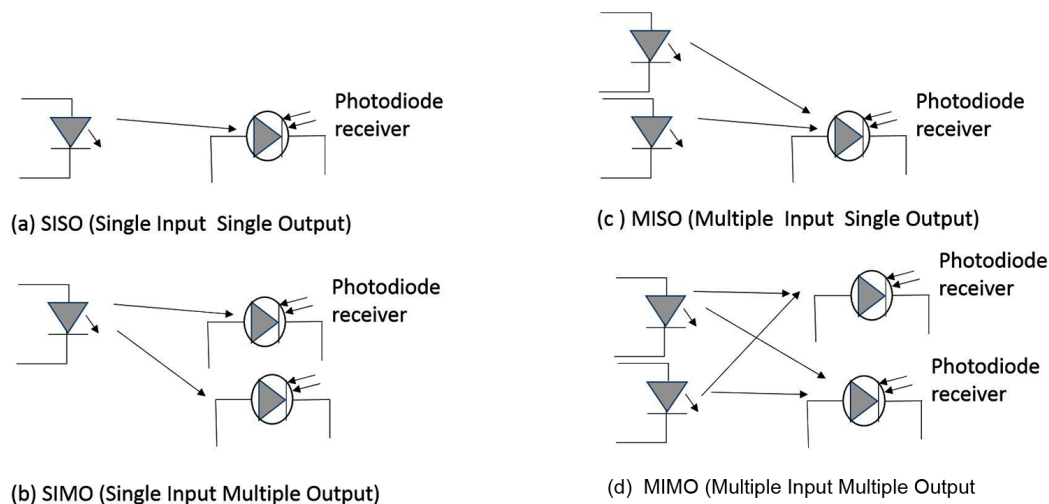 Photodiode
receiver
(a) SISO (Single Input  Single Output)
Photodiode
receiver
(b) SIMO (Single Input Multiple Output)
Photodiode
receiver
(c ) MISO (Multiple  Input  Single Output)
Photodiode
receiver
Photodiode
receiver
(d)  MIMO (Multiple Input Multiple Output